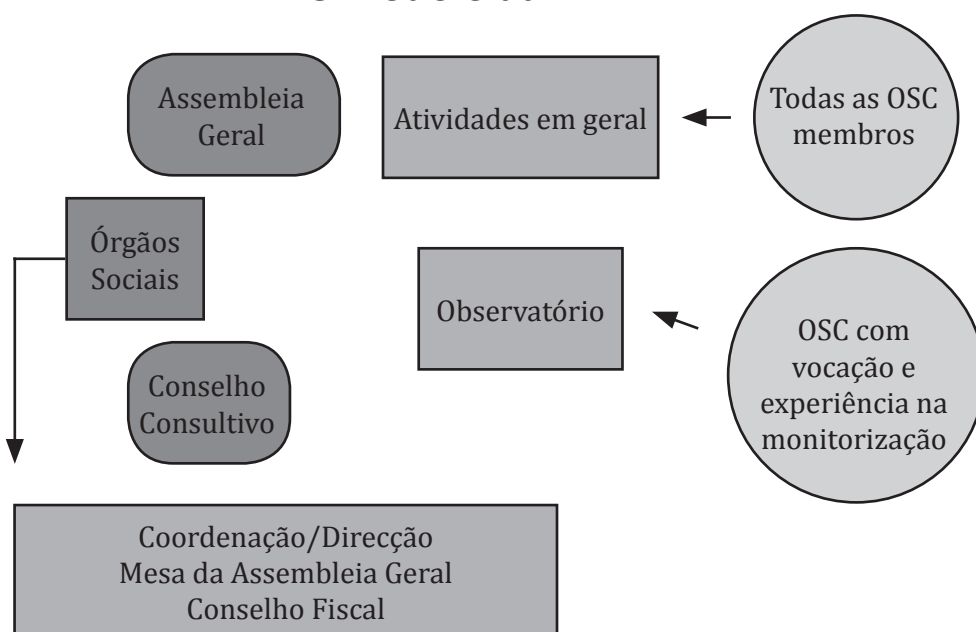 Assembleia
Geral
Atividades em geral
Todas as OSC
membros
Órgãos
Sociais
Observatório
OSC com
vocação e
experiência na
monitorização
Conselho
Consultivo
Coordenação/Direcção
Mesa da Assembleia Geral
Conselho Fiscal